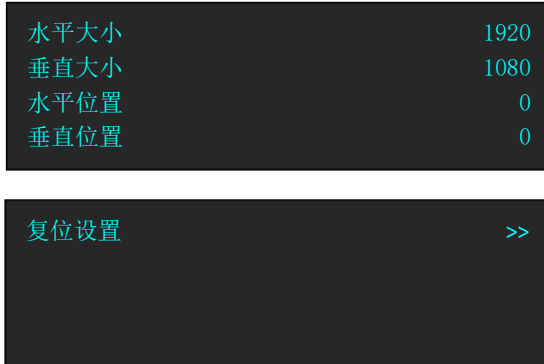 水平大小 1920
垂直大小 1080
水平位置 0
垂直位置 0
复位设置 >>